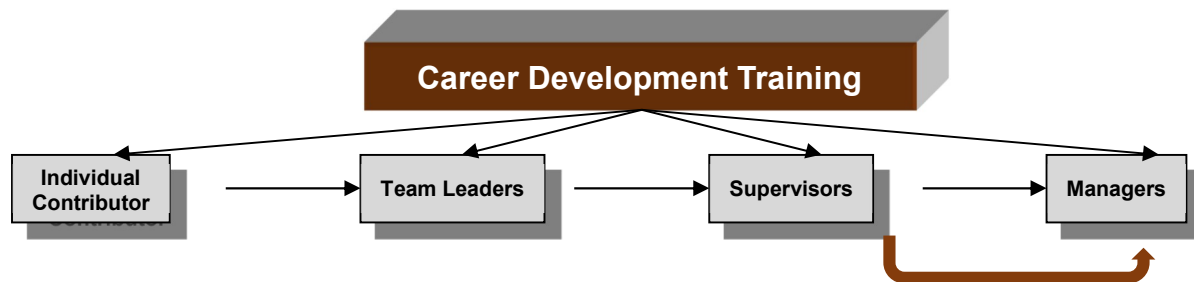 Career Development Training
Individual
Contributor
Team Leaders
Supervisors
Managers